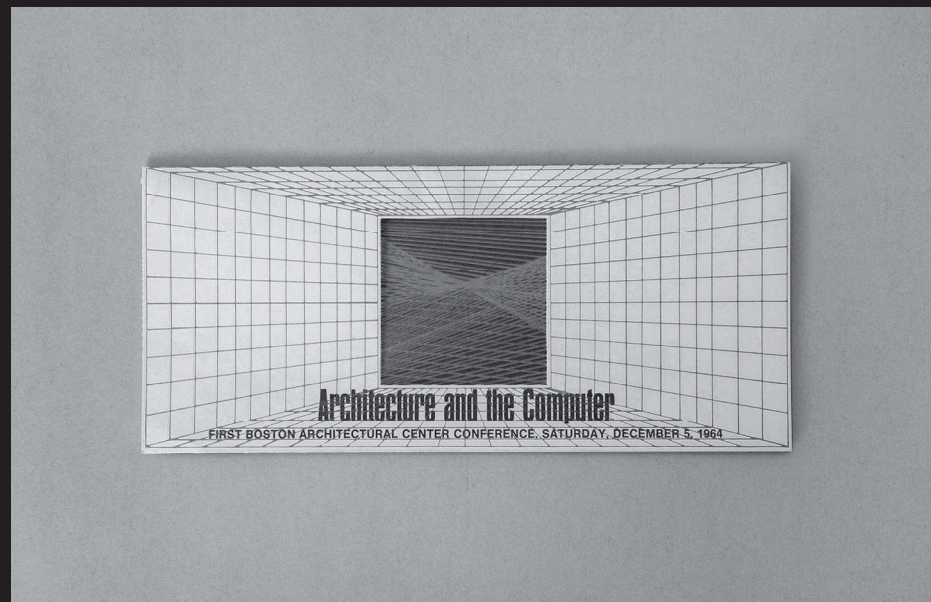 Architecture and the Computer
FIRST BOSTON ARCHITECTURAL CENTER CONFERENCE, SATURDAY, DECEMBER 5, 1964